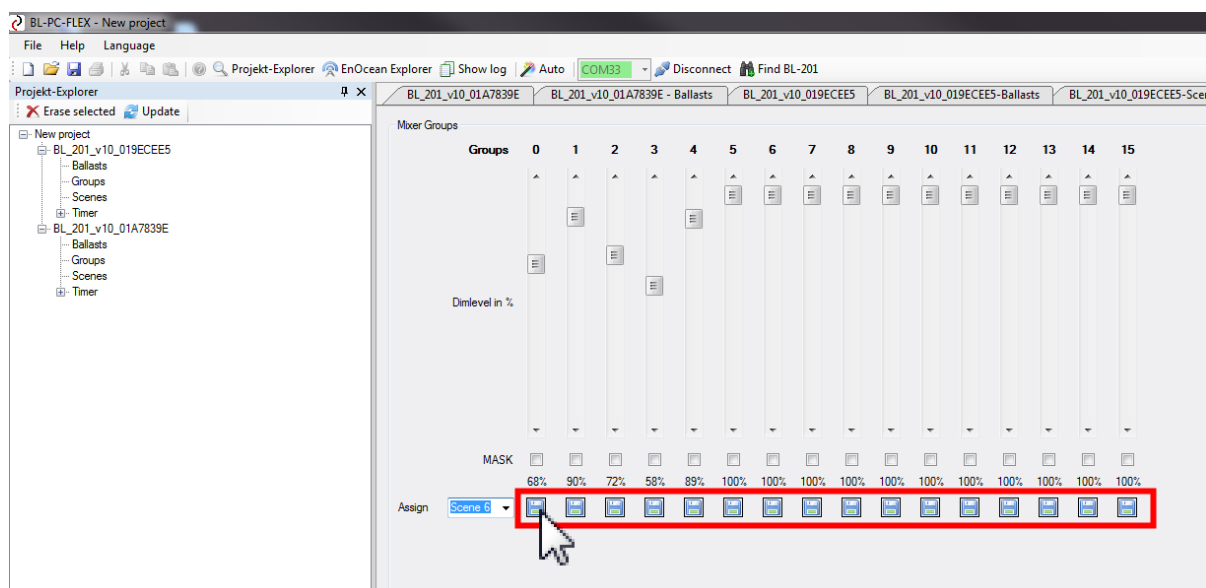 BL-PC-FLEX - New project
File Help Language
Projekt-Explorer EnOcean Explorer Show log Auto COM33 Disconnect Find BL-201
Projekt-Explorer
Erase selected Update
New project
BL_201_v10_019ECEE5
Ballasts
Groups
Scenes
Timer
BL_201_v10_01A7839E
Ballasts
Groups
Scenes
Timer
BL_201_v10_01A7839E BL_201_v10_01A7839E - Ballasts BL_201_v10_019ECEE5 BL_201_v10_019ECEE5-Ballasts BL_201_v10_019ECEE5-Scen
Mixer Groups
Groups 0 1 2 3 4 5 6 7 8 9 10 11 12 13 14 15
Dimlevel in %
MASK
68% 90% 72% 58% 89% 100% 100% 100% 100% 100% 100% 100% 100% 100% 100% 100%
Assign Scene 6